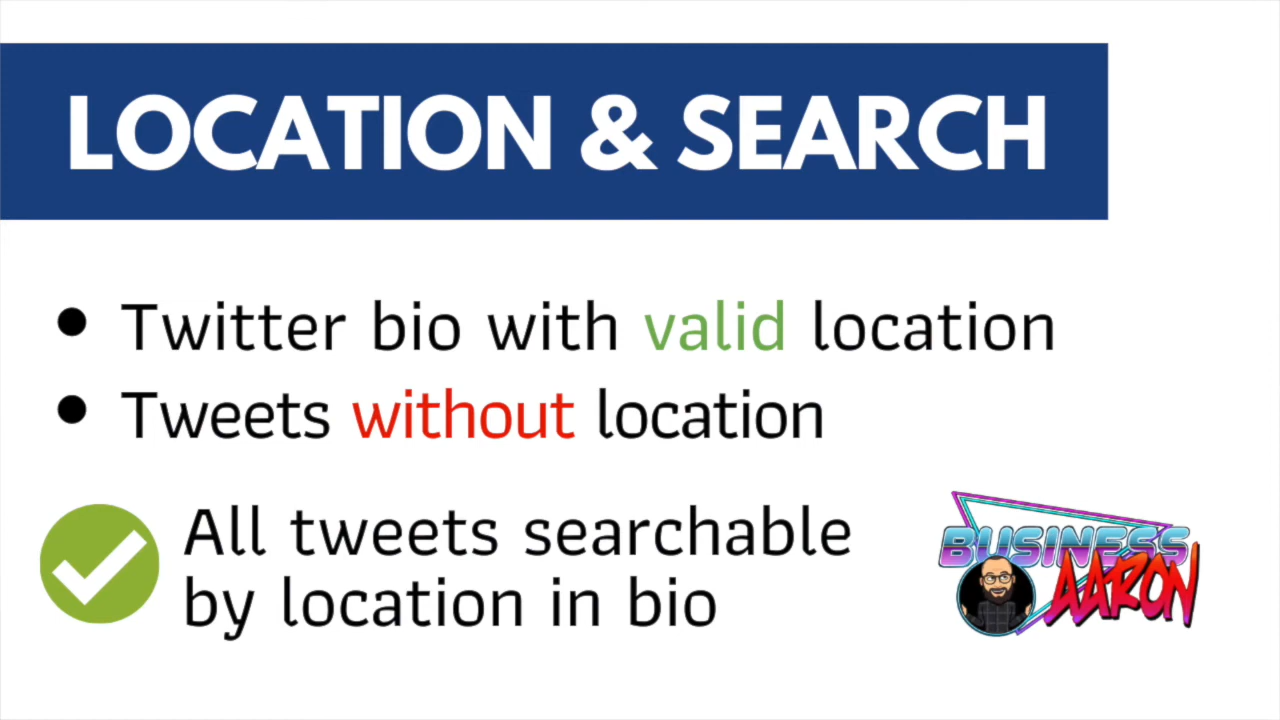 LOCATION & SEARCH
• Twitter bio with valid location
• Tweets without location
All tweets searchable
by location in bio
BUSINESS
AARON